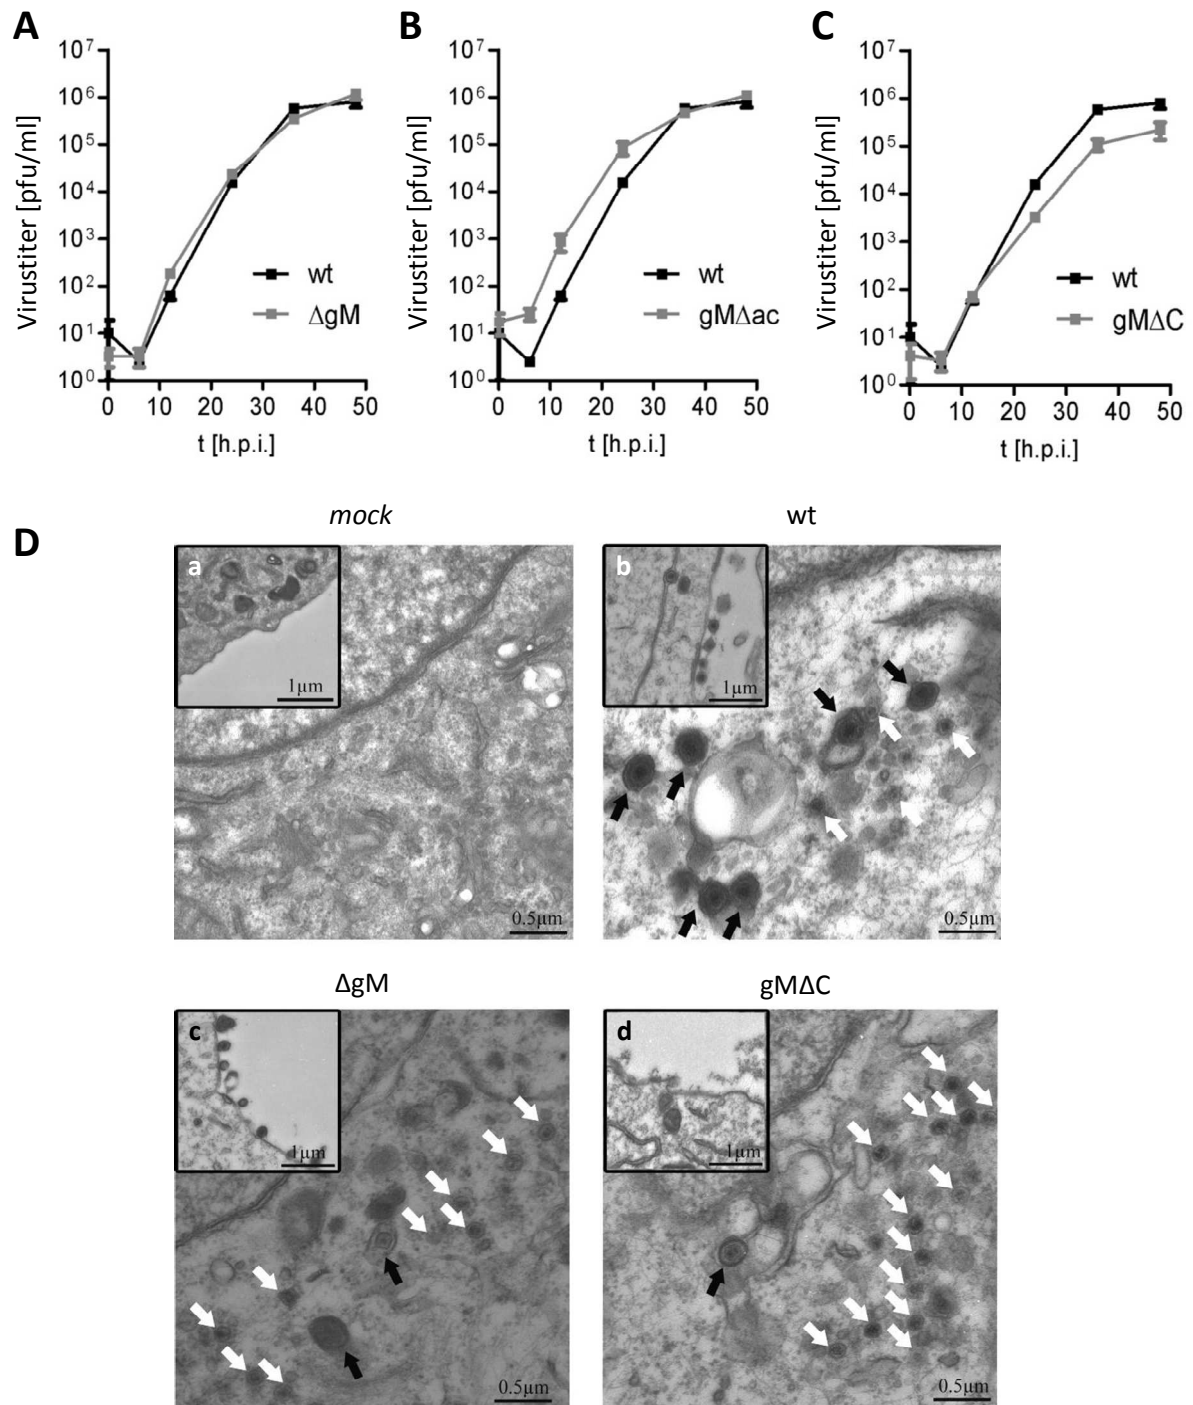 A
10⁷
10⁶
10⁵
10⁴
10³
10²
10¹
10⁰
Virustiter [pfu/ml]
wt
ΔgM
0 10 20 30 40 50
t [h.p.i.]
B
10⁷
10⁶
10⁵
10⁴
10³
10²
10¹
10⁰
Virustiter [pfu/ml]
wt
gMΔac
0 10 20 30 40 50
t [h.p.i.]
C
10⁷
10⁶
10⁵
10⁴
10³
10²
10¹
10⁰
Virustiter [pfu/ml]
wt
gMΔC
0 10 20 30 40 50
t [h.p.i.]
D
mock
a
1µm
0.5µm
wt
b
1µm
0.5µm
ΔgM
c
1µm
0.5µm
gMΔC
d
1µm
0.5µm